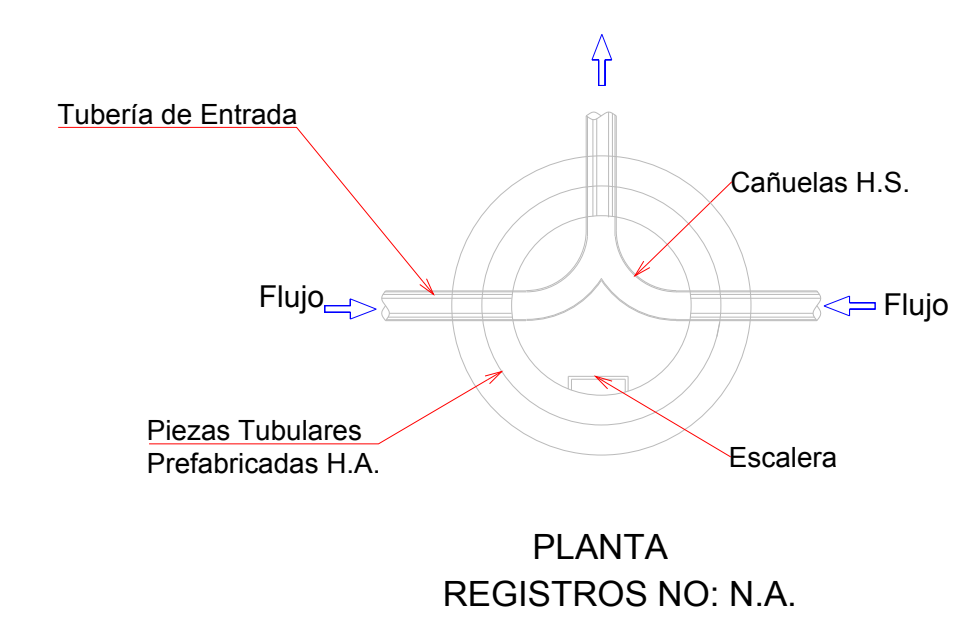 Tubería de Entrada
Cañuelas H.S.
Flujo
Flujo
Piezas Tubulares
Prefabricadas H.A.
Escalera
PLANTA
REGISTROS NO: N.A.